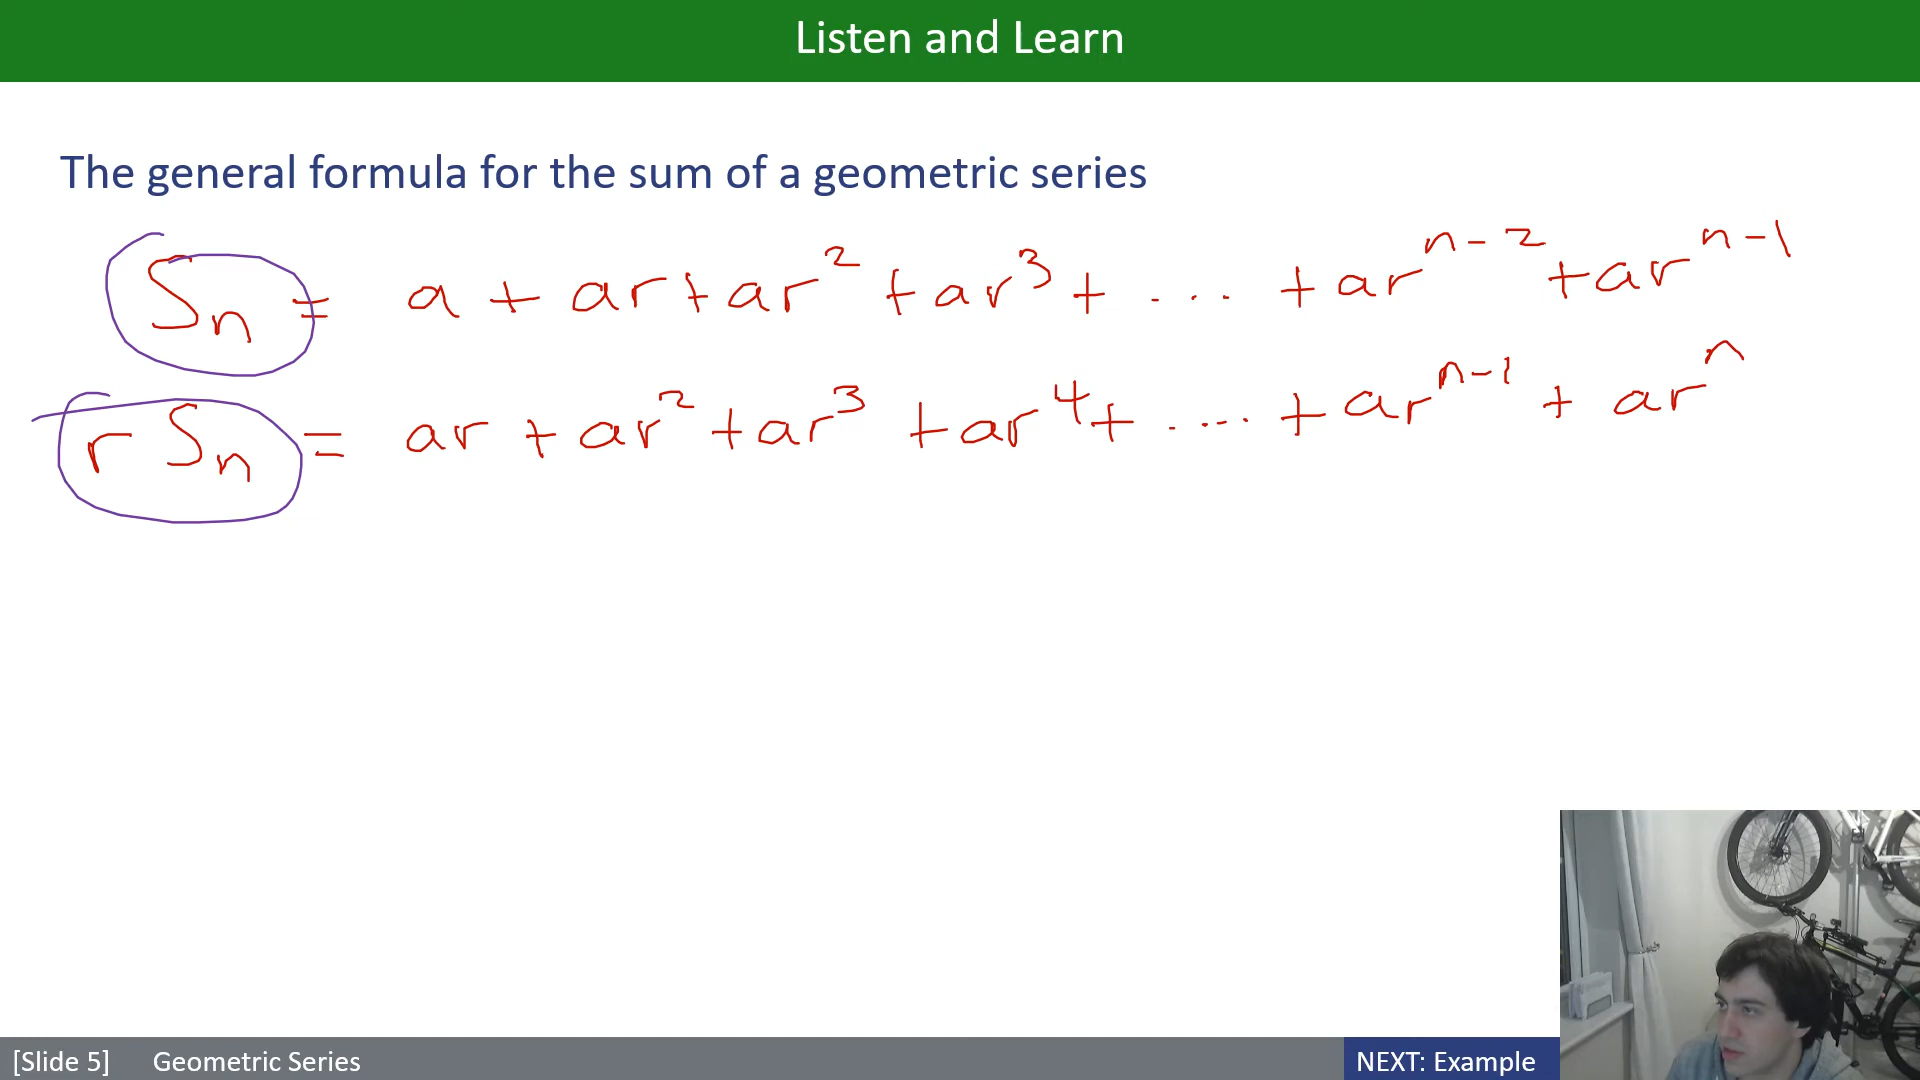 Listen and Learn
The general formula for the sum of a geometric series
Sₙ = a + ar + ar² + ar³ + . . . . + arⁿ⁻² + arⁿ⁻¹
r Sₙ = ar + ar² + ar³ + ar⁴ + . . . . . + arⁿ⁻¹ + arⁿ
[Slide 5] Geometric Series NEXT: Example